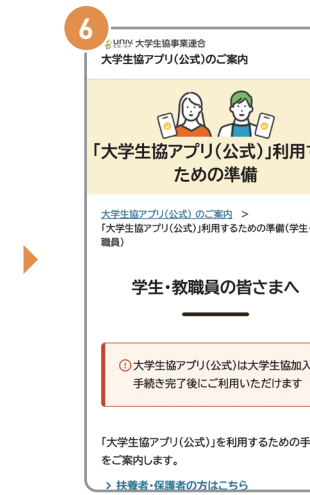 6
univ. 大学生協事業連合
大学生協アプリ(公式)のご案内
「大学生協アプリ(公式)」利用す
ための準備
大学生協アプリ(公式) のご案内 >
「大学生協アプリ(公式)」利用するための準備(学生・
職員)
学生・教職員の皆さまへ
大学生協アプリ(公式)は大学生協加入
手続き完了後にご利用いただけます
「大学生協アプリ(公式)」を利用するための手
をご案内します。
> 扶養者・保護者の方はこちら